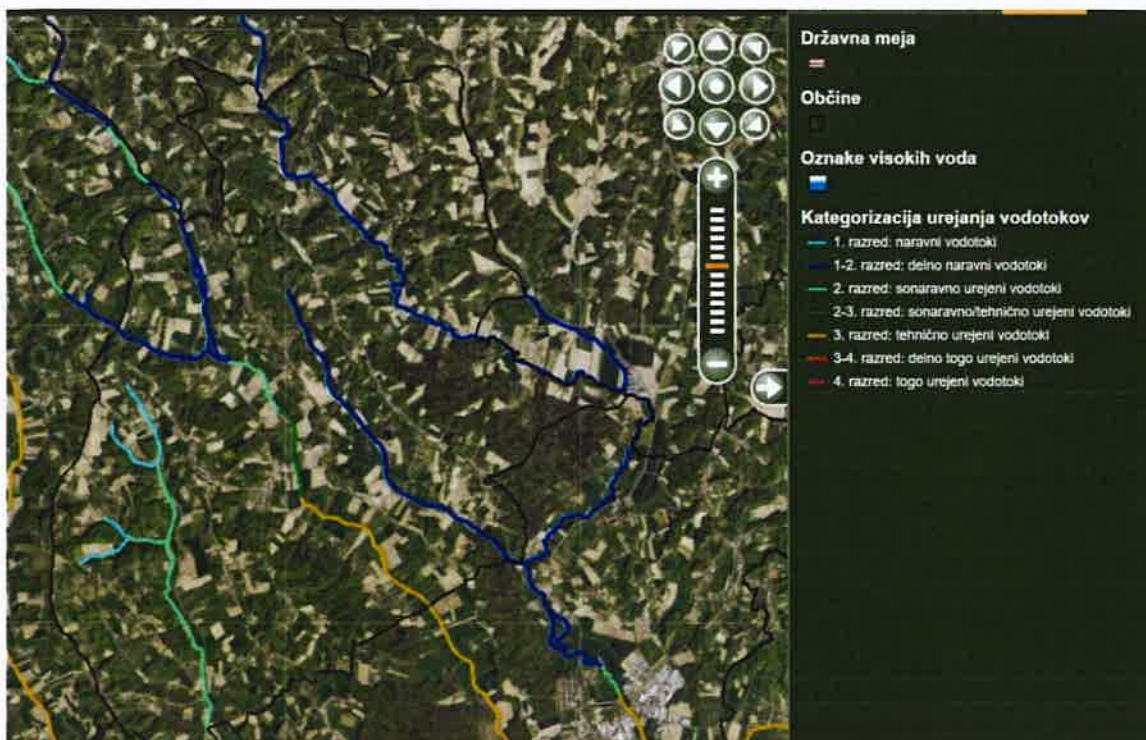 Državna meja
Občine
Oznake visokih voda
Kategorizacija urejanja vodotokov
1. razred: naravni vodotoki
1-2. razred: delno naravni vodotoki
2. razred: sonaravno urejeni vodotoki
2-3. razred: sonaravno/tehnično urejeni vodotoki
3. razred: tehnično urejeni vodotoki
3-4. razred: delno togo urejeni vodotoki
4. razred: togo urejeni vodotoki